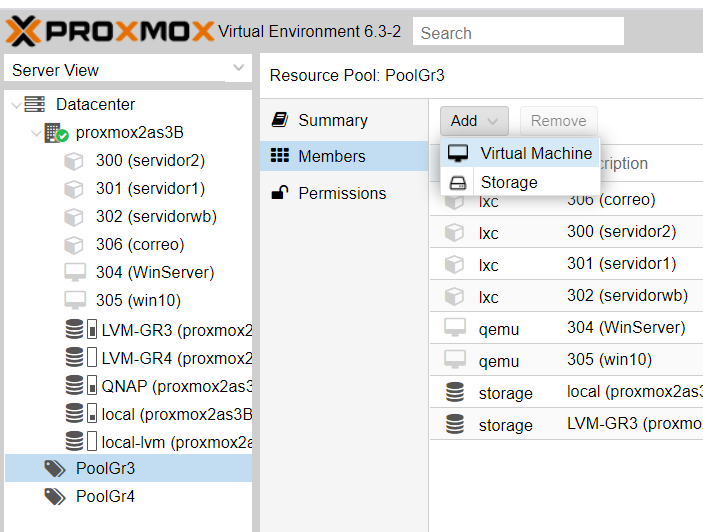 PROXMOX Virtual Environment 6.3-2 Search
Server View
Datacenter
proxmox2as3B
300 (servidor2)
301 (servidor1)
302 (servidorwb)
306 (correo)
304 (WinServer)
305 (win10)
LVM-GR3 (proxmox2
LVM-GR4 (proxmox2
QNAP (proxmox2as3
local (proxmox2as3B
local-lvm (proxmox2a
PoolGr3
PoolGr4
Resource Pool: PoolGr3
Summary
Members
Permissions
Add Remove
Virtual Machine
Storage
cription
lxc 306 (correo)
lxc 300 (servidor2)
lxc 301 (servidor1)
lxc 302 (servidorwb)
qemu 304 (WinServer)
qemu 305 (win10)
storage local (proxmox2as3
storage LVM-GR3 (proxmo